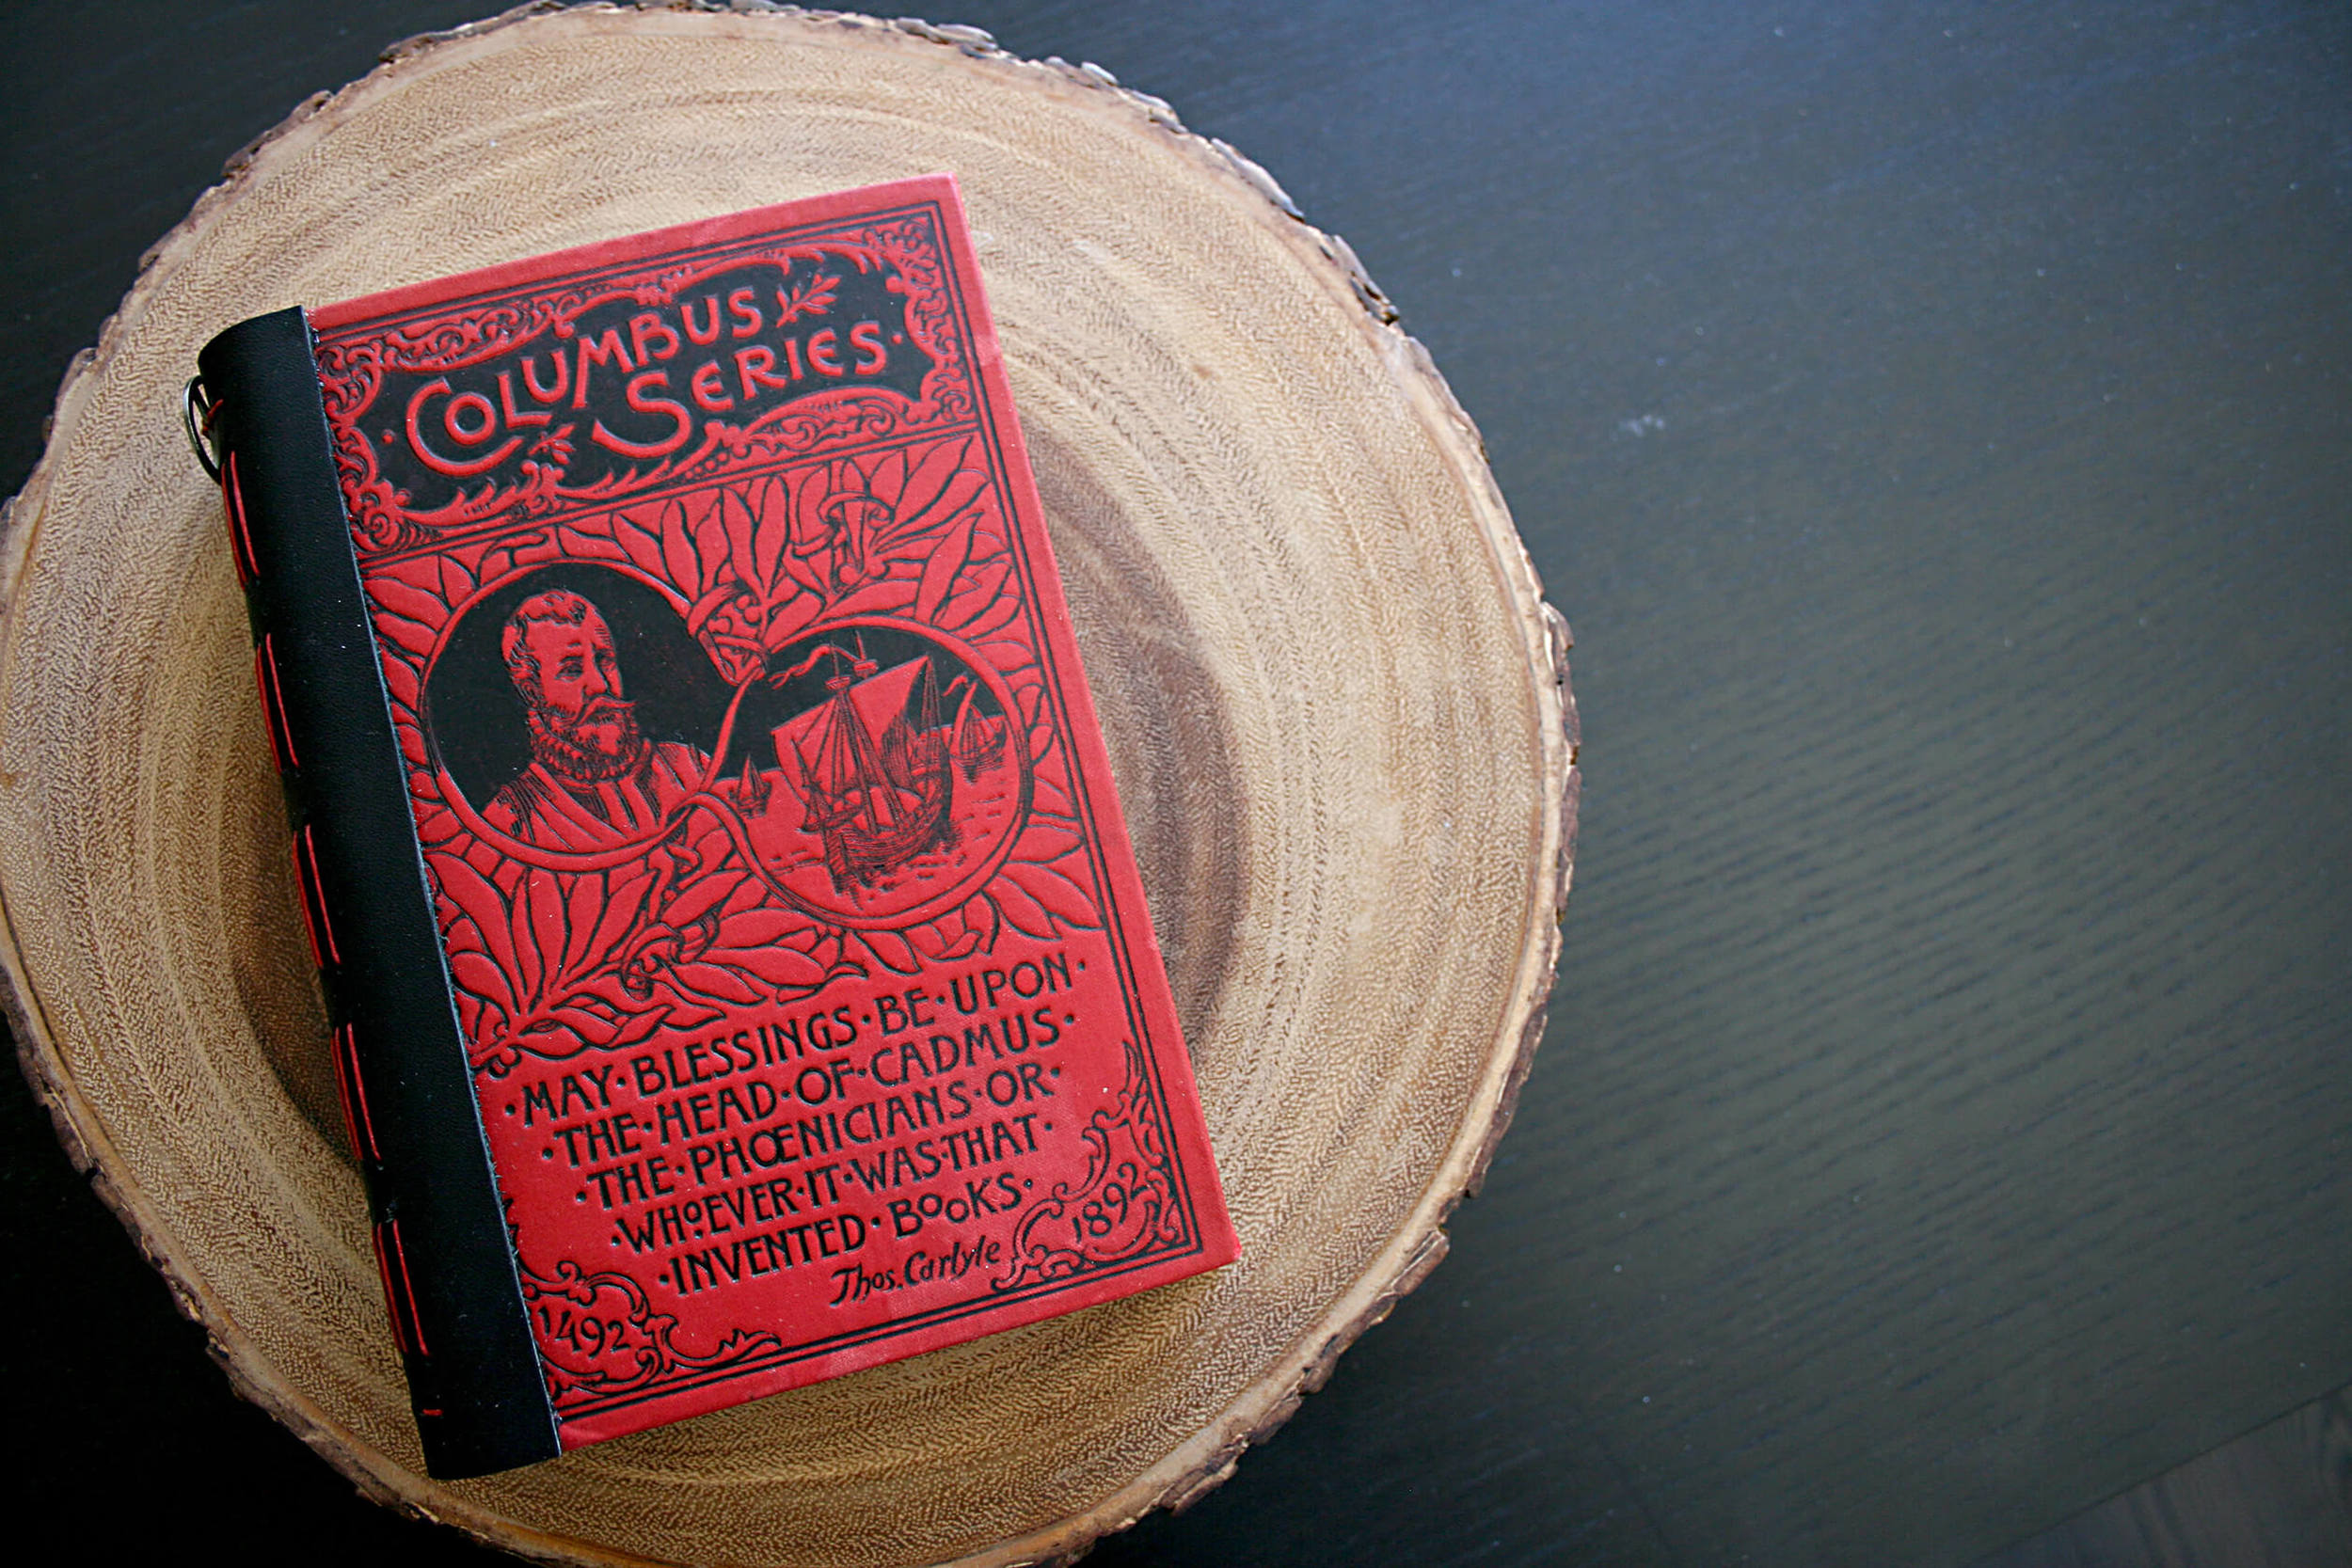 COLUMBUS
SERIES
MAY·BLESSINGS·BE·UPON·
·THE·HEAD·OF·CADMUS·
·THE·PHŒNICIANS·OR·
·WHOEVER·IT·WAS·THAT·
·INVENTED·BOOKS·
Thos. Carlyle
1892
1492